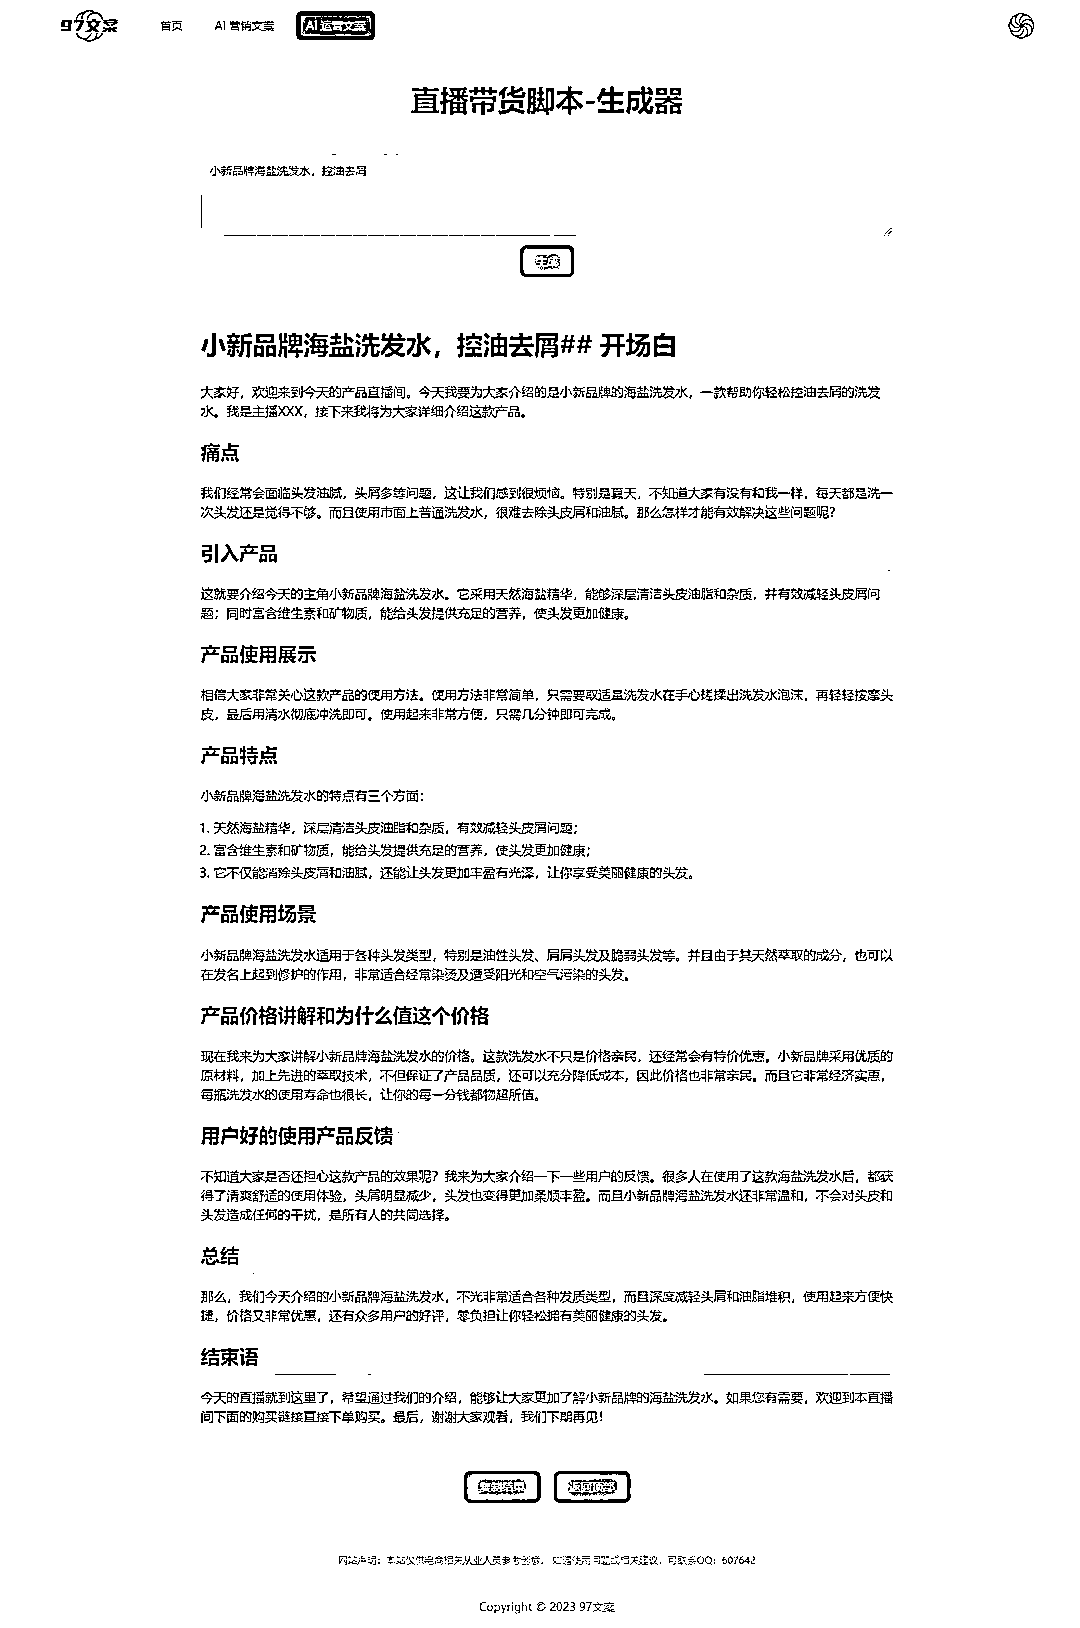 97文案
首页
AI 营销文案
AI 运营文案
直播带货脚本-生成器
小新品牌海盐洗发水，控油去屑
生成
小新品牌海盐洗发水，控油去屑## 开场白
大家好，欢迎来到今天的产品直播间。今天我要为大家介绍的是小新品牌的海盐洗发水，一款帮助你轻松控油去屑的洗发
水。我是主播XXX，接下来我将为大家详细介绍这款产品。
痛点
我们经常会面临头发油腻，头屑多等问题，这让我们感到很烦恼。特别是夏天，不知道大家有没有和我一样，每天都是洗一
次头发还是觉得不够。而且使用市面上普通洗发水，很难去除头皮屑和油腻。那么怎样才能有效解决这些问题呢？
引入产品
这就要介绍今天的主角小新品牌海盐洗发水。它采用天然海盐精华，能够深层清洁头皮油脂和杂质，并有效减轻头皮屑问
题；同时富含维生素和矿物质，能给头发提供充足的营养，使头发更加健康。
产品使用展示
相信大家非常关心这款产品的使用方法。使用方法非常简单，只需要取适量洗发水在手心搓揉出洗发水泡沫，再轻轻按摩头
皮，最后用清水彻底冲洗即可。使用起来非常方便，只需几分钟即可完成。
产品特点
小新品牌海盐洗发水的特点有三个方面：
1. 天然海盐精华，深层清洁头皮油脂和杂质，有效减轻头皮屑问题；
2. 富含维生素和矿物质，能给头发提供充足的营养，使头发更加健康；
3. 它不仅能消除头皮屑和油腻，还能让头发更加丰盈有光泽，让你享受美丽健康的头发。
产品使用场景
小新品牌海盐洗发水适用于各种头发类型，特别是油性头发、屑屑头发及脆弱头发等。并且由于其天然萃取的成分，也可以
在发名上起到修护的作用，非常适合经常染烫及遭受阳光和空气污染的头发。
产品价格讲解和为什么值这个价格
现在我来为大家讲解小新品牌海盐洗发水的价格。这款洗发水不只是价格亲民，还经常会有特价优惠。小新品牌采用优质的
原材料，加上先进的萃取技术，不但保证了产品品质，还可以充分降低成本，因此价格也非常亲民。而且它非常经济实惠，
每瓶洗发水的使用寿命也很长，让你的每一分钱都物超所值。
用户好的使用产品反馈
不知道大家是否还担心这款产品的效果呢？我来为大家介绍一下一些用户的反馈。很多人在使用了这款海盐洗发水后，都获
得了清爽舒适的使用体验，头屑明显减少，头发也变得更加柔顺丰盈。而且小新品牌海盐洗发水还非常温和，不会对头皮和
头发造成任何的干扰，是所有人的共同选择。
总结
那么，我们今天介绍的小新品牌海盐洗发水，不光非常适合各种发质类型，而且深度减轻头屑和油脂堆积，使用起来方便快
捷，价格又非常优惠，还有众多用户的好评，零负担让你轻松拥有美丽健康的头发。
结束语
今天的直播就到这里了，希望通过我们的介绍，能够让大家更加了解小新品牌的海盐洗发水。如果您有需要，欢迎到本直播
间下面的购买链接直接下单购买。最后，谢谢大家观看，我们下期再见！
返回顶部
网站声明：本站仅供电商相关从业人员参考创意，如遇使用问题或相关建议，可联系QQ：607642
Copyright © 2023 97文案